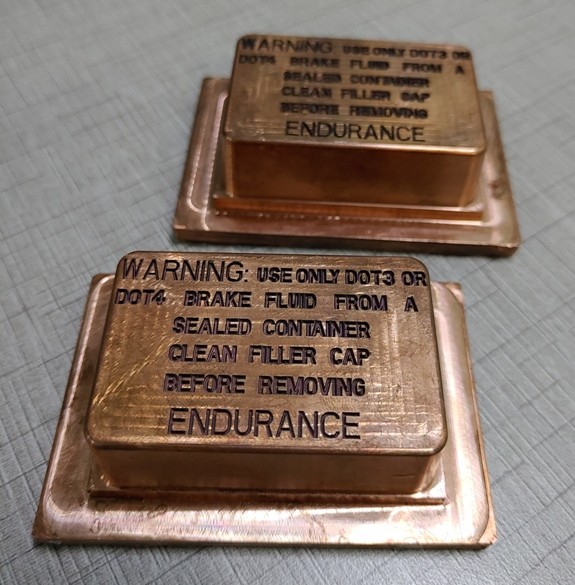 WARNING: USE ONLY DOT3 OR
DOT4 BRAKE FLUID FROM A
SEALED CONTAINER
CLEAN FILLER CAP
BEFORE REMOVING
ENDURANCE
WARNING: USE ONLY DOT3 OR
DOT4 BRAKE FLUID FROM A
SEALED CONTAINER
CLEAN FILLER CAP
BEFORE REMOVING
ENDURANCE